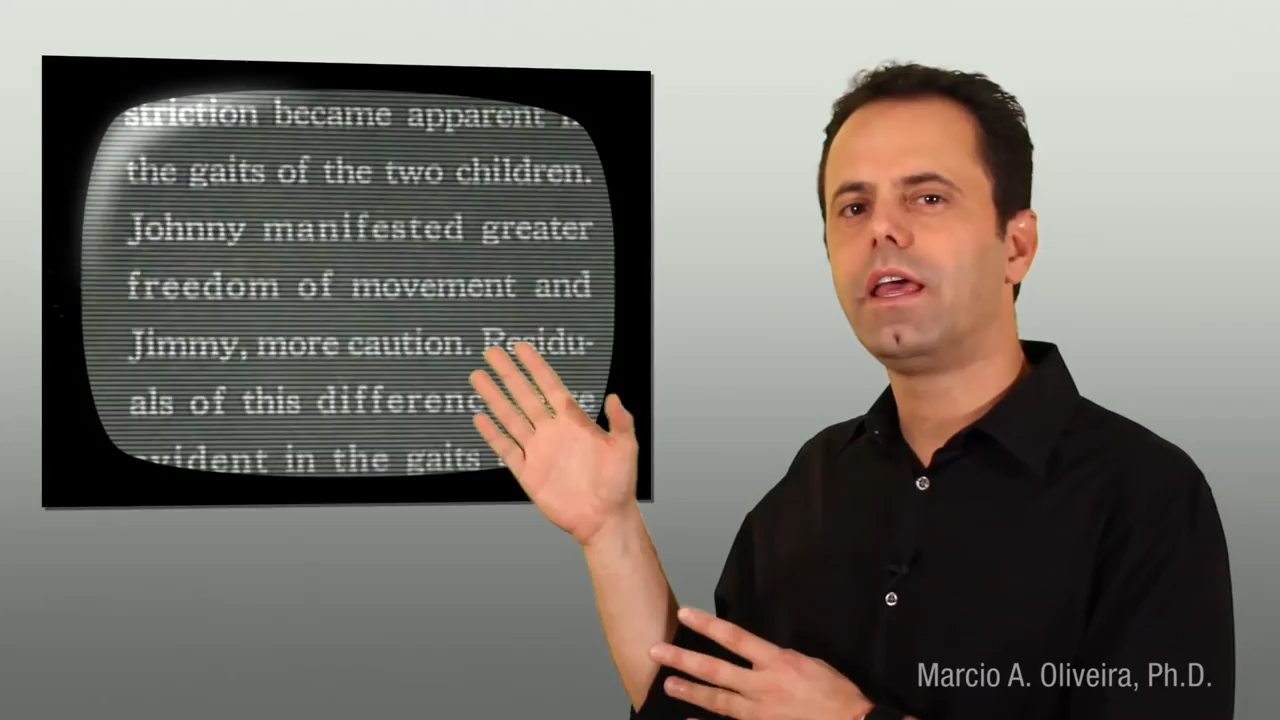 striction became apparent
the gaits of the two children.
Johnny manifested greater
freedom of movement and
Jimmy, more caution. Residu-
als of this
evident in the gaits
Marcio A. Oliveira, Ph.D.